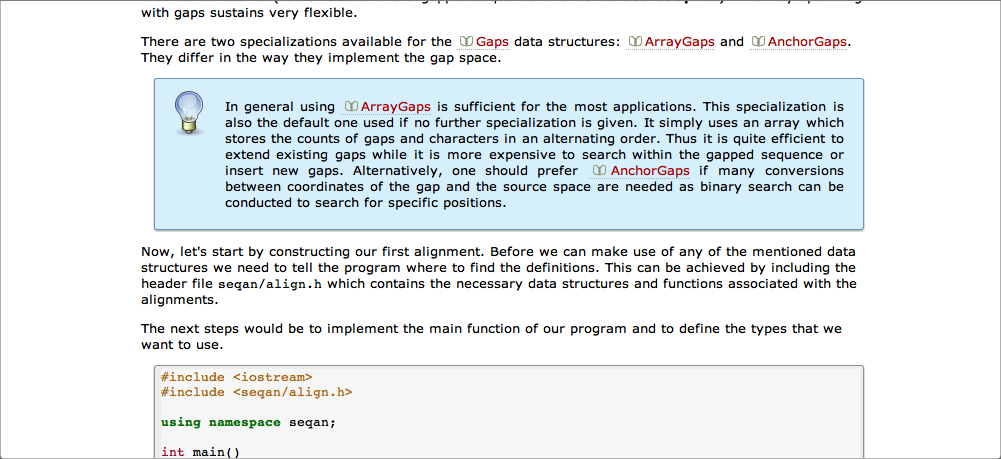 with gaps sustains very flexible.
There are two specializations available for the Gaps data structures: ArrayGaps and AnchorGaps.
They differ in the way they implement the gap space.
In general using ArrayGaps is sufficient for the most applications. This specialization is
also the default one used if no further specialization is given. It simply uses an array which
stores the counts of gaps and characters in an alternating order. Thus it is quite efficient to
extend existing gaps while it is more expensive to search within the gapped sequence or
insert new gaps. Alternatively, one should prefer AnchorGaps if many conversions
between coordinates of the gap and the source space are needed as binary search can be
conducted to search for specific positions.
Now, let's start by constructing our first alignment. Before we can make use of any of the mentioned data
structures we need to tell the program where to find the definitions. This can be achieved by including the
header file seqan/align.h which contains the necessary data structures and functions associated with the
alignments.
The next steps would be to implement the main function of our program and to define the types that we
want to use.
#include <iostream>
#include <seqan/align.h>
using namespace seqan;
int main()